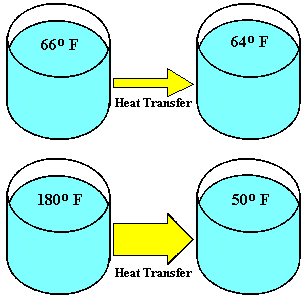 66º F
64º F
Heat Transfer
180º F
50º F
Heat Transfer